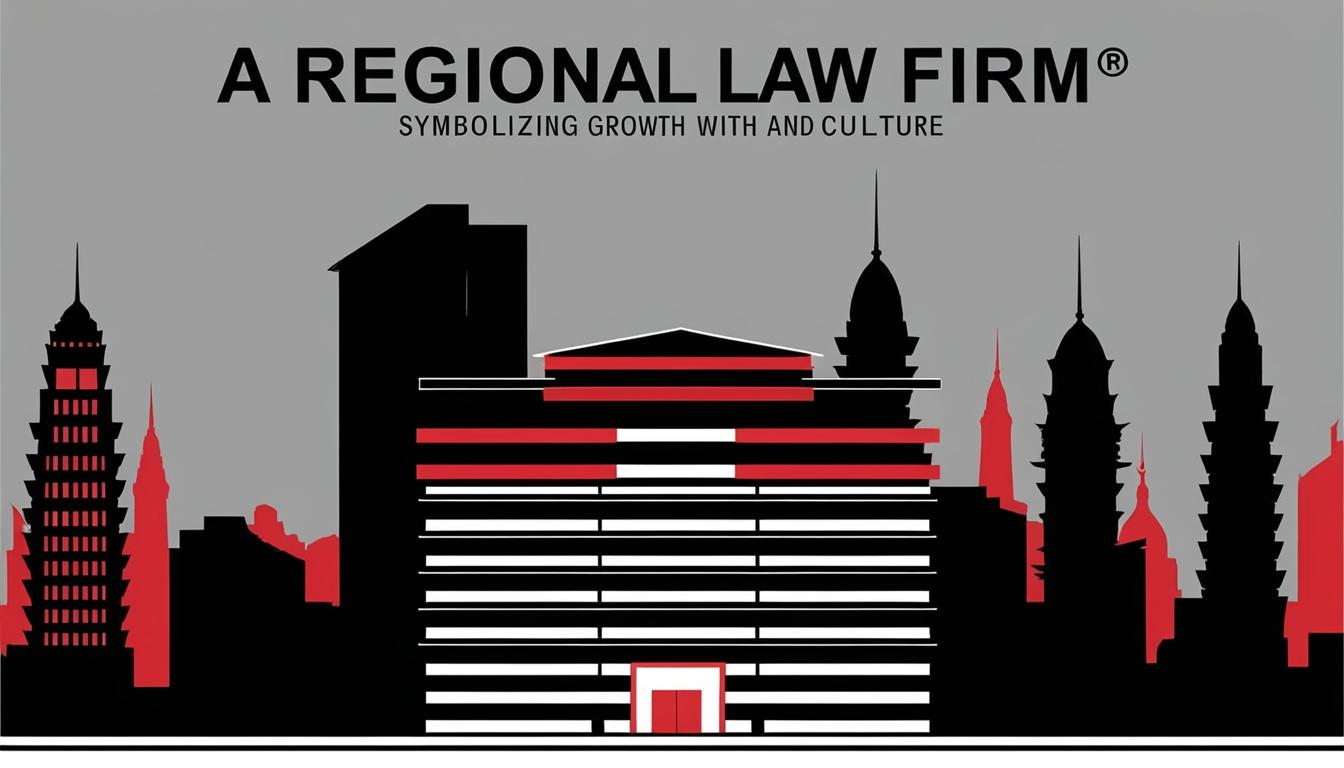 A REGIONAL LAW FIRM®
SYMBOLIZING GROWTH WITH AND CULTURE